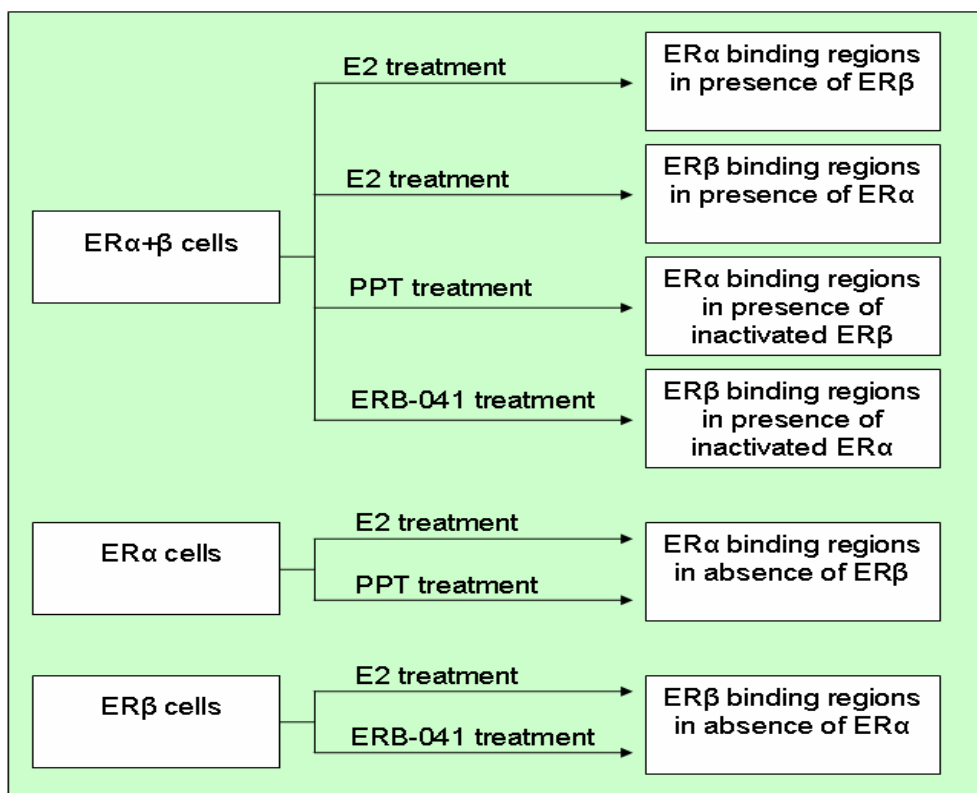 E2 treatment
ERα binding regions
in presence of ERβ
E2 treatment
ERβ binding regions
in presence of ERα
ERα+β cells
PPT treatment
ERα binding regions
in presence of
inactivated ERβ
ERB-041 treatment
ERβ binding regions
in presence of
inactivated ERα
ERα cells
E2 treatment
PPT treatment
ERα binding regions
in absence of ERβ
ERβ cells
E2 treatment
ERB-041 treatment
ERβ binding regions
in absence of ERα